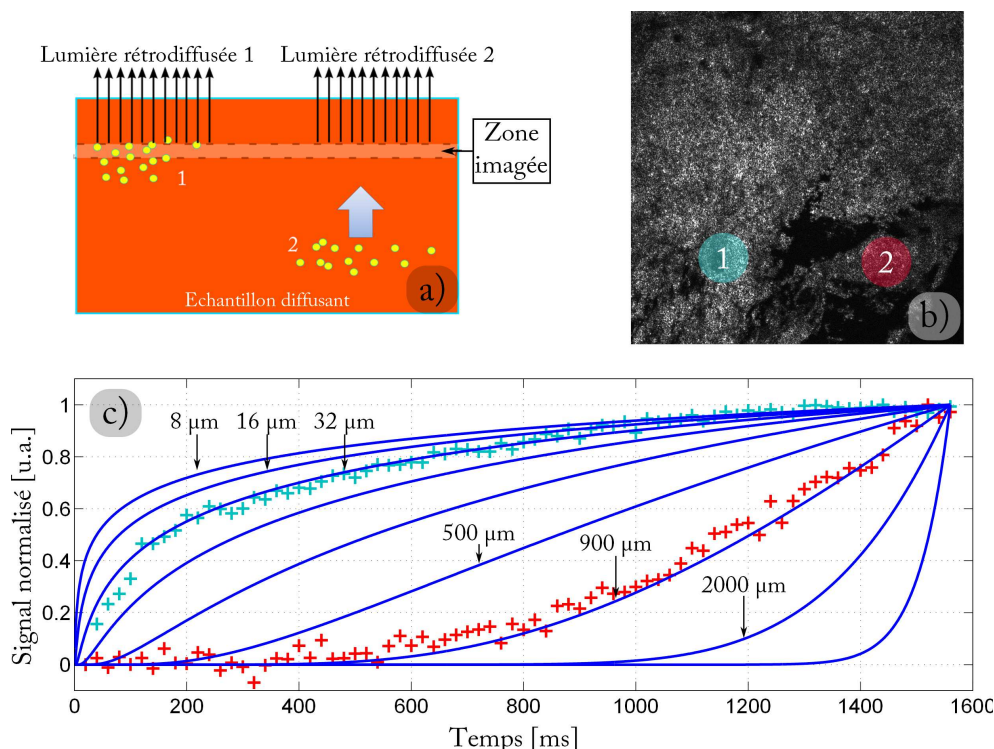 Lumière rétrodiffusée 1
Lumière rétrodiffusée 2
Zone
imagée
1
2
Echantillon diffusant
a)
1
2
b)
c)
8 µm
16 µm
32 µm
500 µm
900 µm
2000 µm
Signal normalisé [u.a.]
1
0.8
0.6
0.4
0.2
0
0
200
400
600
800
1000
1200
1400
1600
Temps [ms]